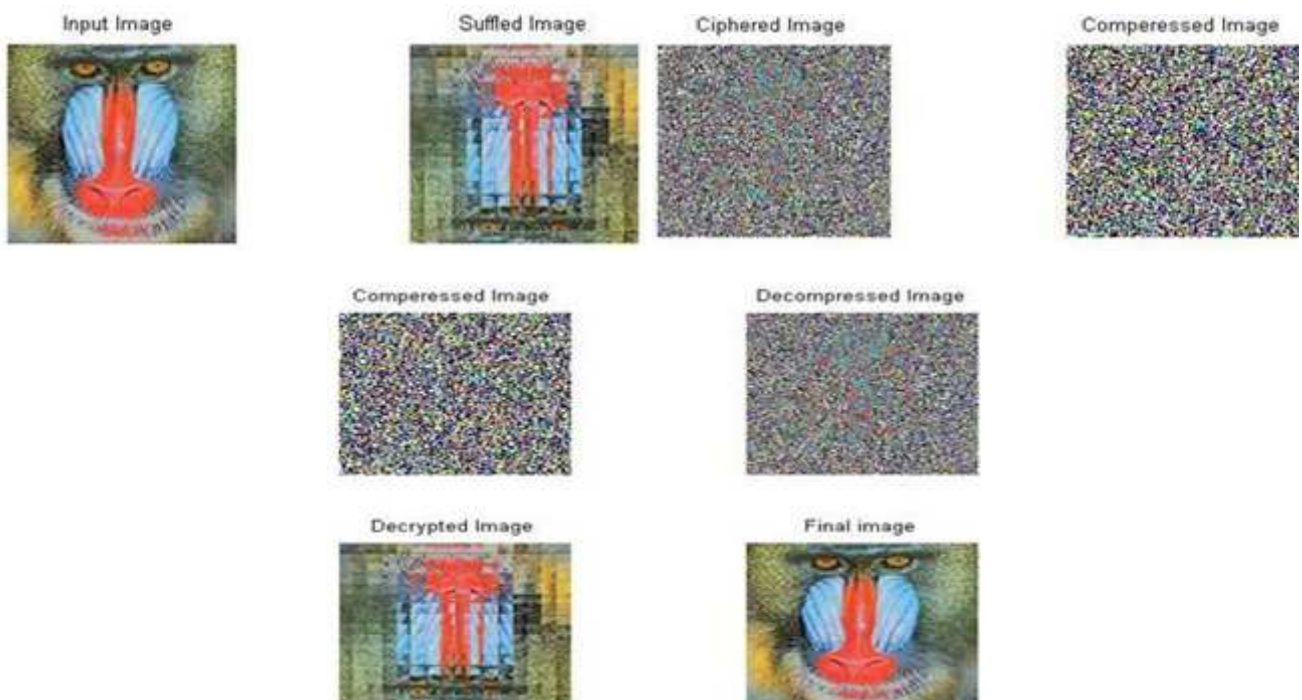 Input Image
Suffled Image
Ciphered Image
Comperessed Image
Comperessed Image
Decompressed Image
Decrypted Image
Final image